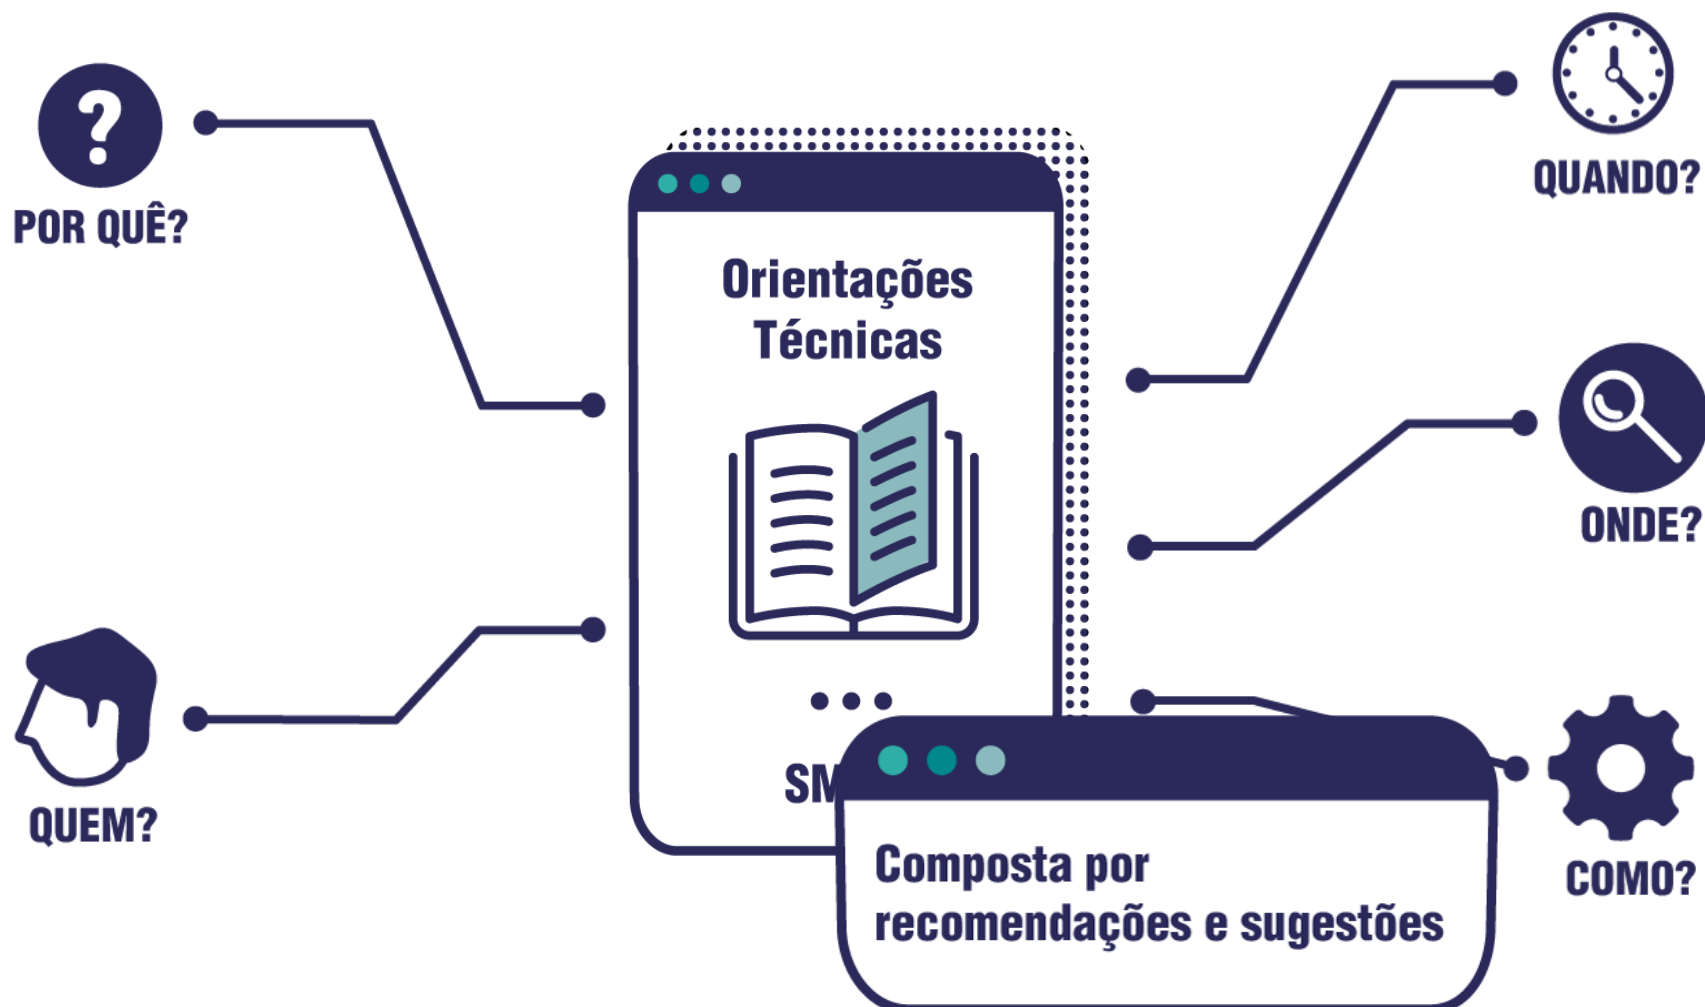 POR QUÊ?
QUEM?
Orientações
Técnicas
Composta por
recomendações e sugestões
QUANDO?
ONDE?
COMO?